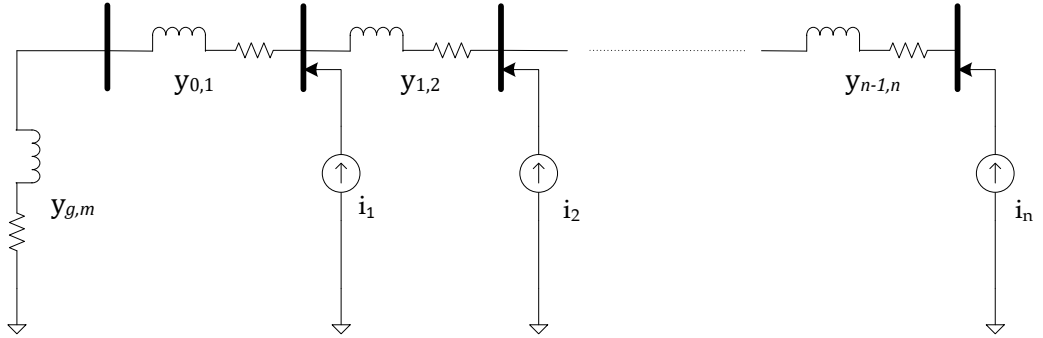 y0,1
y1,2
yn-1,n
yg,m
i1
i2
in